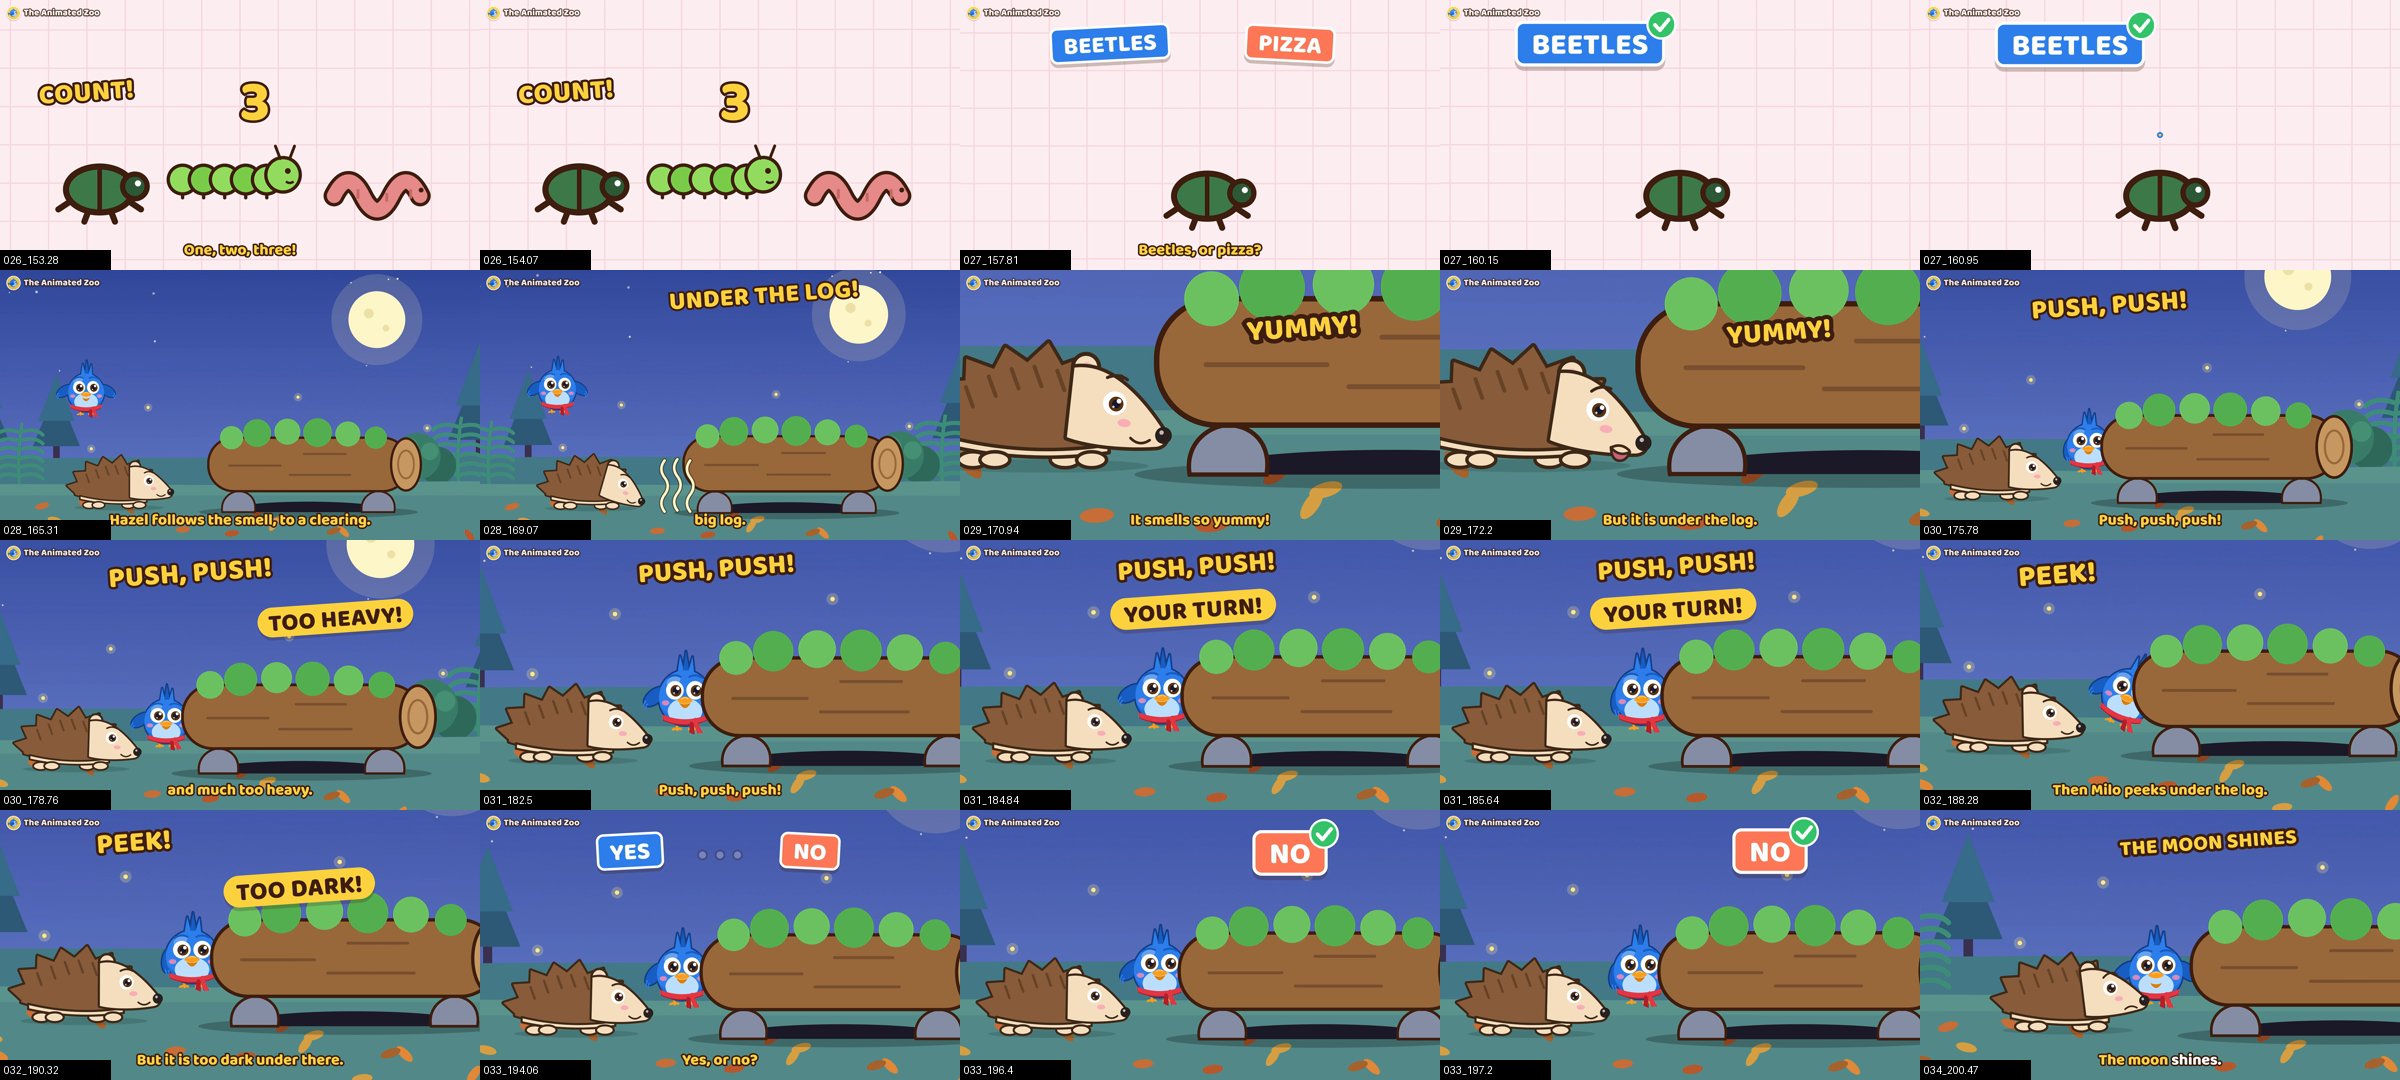 The Animated Zoo
COUNT!
3
One, two, three!
026_153.28
The Animated Zoo
COUNT!
3
026_154.07
The Animated Zoo
BEETLES
PIZZA
Beetles, or pizza?
027_157.81
The Animated Zoo
BEETLES
027_160.15
The Animated Zoo
BEETLES
027_160.95
The Animated Zoo
Hazel follows the smell, to a clearing.
028_165.31
The Animated Zoo
UNDER THE LOG!
big log.
028_169.07
The Animated Zoo
YUMMY!
It smells so yummy!
029_170.94
The Animated Zoo
YUMMY!
But it is under the log.
029_172.2
The Animated Zoo
PUSH, PUSH!
Push, push, push!
030_175.78
The Animated Zoo
PUSH, PUSH!
TOO HEAVY!
and much too heavy.
030_178.76
The Animated Zoo
PUSH, PUSH!
Push, push, push!
031_182.5
The Animated Zoo
PUSH, PUSH!
YOUR TURN!
031_184.84
The Animated Zoo
PUSH, PUSH!
YOUR TURN!
031_185.64
The Animated Zoo
PEEK!
Then Milo peeks under the log.
032_188.28
The Animated Zoo
PEEK!
TOO DARK!
But it is too dark under there.
032_190.32
The Animated Zoo
YES
NO
Yes, or no?
033_194.06
The Animated Zoo
NO
033_196.4
The Animated Zoo
NO
033_197.2
The Animated Zoo
THE MOON SHINES
The moon shines.
034_200.47